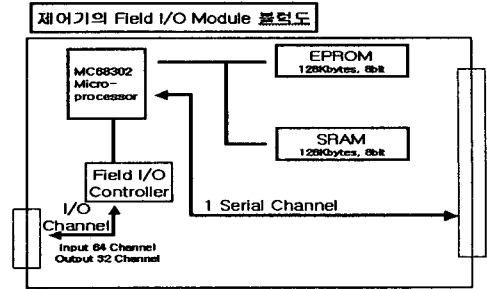 제어기의 Field I/O Module 블럭도
MC68302
Micro-
processor
EPROM
128Kbytes, 8bit
SRAM
128Kbytes, 8bit
Field I/O
Controller
I/O
Channel
1 Serial Channel
Input 64 Channel
Output 32 Channel